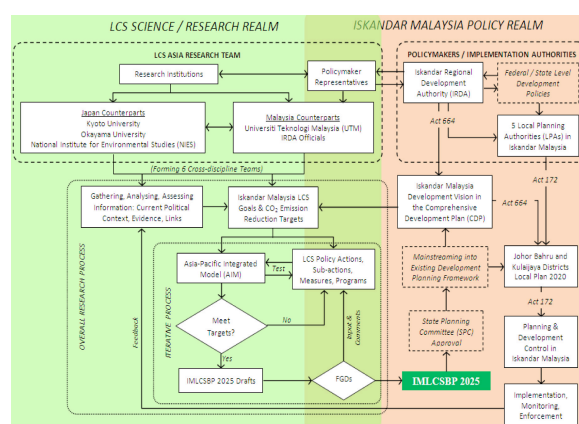 LCS SCIENCE / RESEARCH REALM
ISKANDAR MALAYSIA POLICY REALM
LCS ASIA RESEARCH TEAM
POLICYMAKERS / IMPLEMENTATION AUTHORITIES
Research Institutions
Policymaker
Representatives
Iskandar Regional
Development
Authority (IRDA)
Federal / State Level
Development
Policies
Japan Counterparts
Kyoto University
Okayama University
National Institute for Environmental Studies (NIES)
Malaysia Counterparts
Universiti Teknologi Malaysia (UTM)
IRDA Officials
Act 664
5 Local Planning
Authorities (LPAs) in
Iskandar Malaysia
(Forming 6 Cross-discipline Teams)
Act 172
Gathering, Analysing, Assessing
Information: Current Political
Context, Evidence, Links
Iskandar Malaysia LCS
Goals & CO₂ Emission
Reduction Targets
Iskandar Malaysia
Development Vision in
the Comprehensive
Development Plan (CDP)
Act 664
OVERALL RESEARCH PROCESS
Feedback
ITERATIVE PROCESS
Asia-Pacific Integrated
Model (AIM)
Test
LCS Policy Actions,
Sub-actions,
Measures, Programs
Mainstreaming into
Existing Development
Planning Framework
Johor Bahru and
Kulaijaya Districts
Local Plan 2020
Act 172
Meet
Targets?
No
Yes
Input &
Comments
State Planning
Committee (SPC)
Approval
Planning &
Development
Control in
Iskandar Malaysia
IMLCSBP 2025 Drafts
FGDs
IMLCSBP 2025
Implementation,
Monitoring,
Enforcement